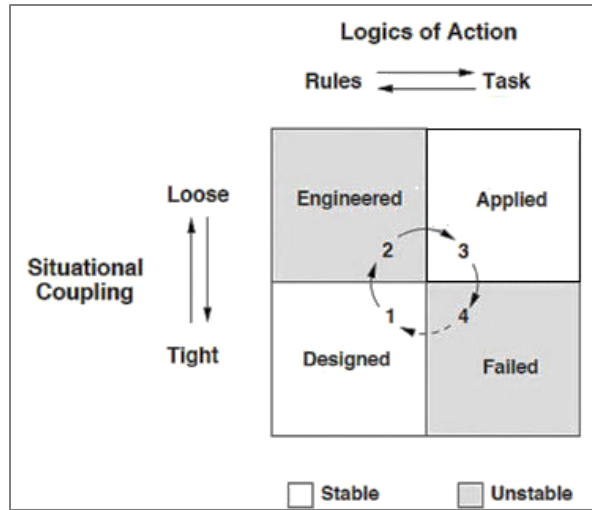 Logics of Action
Rules Task
Loose
Situational
Coupling
Tight
Engineered Applied
2 3
1 4
Designed Failed
Stable Unstable